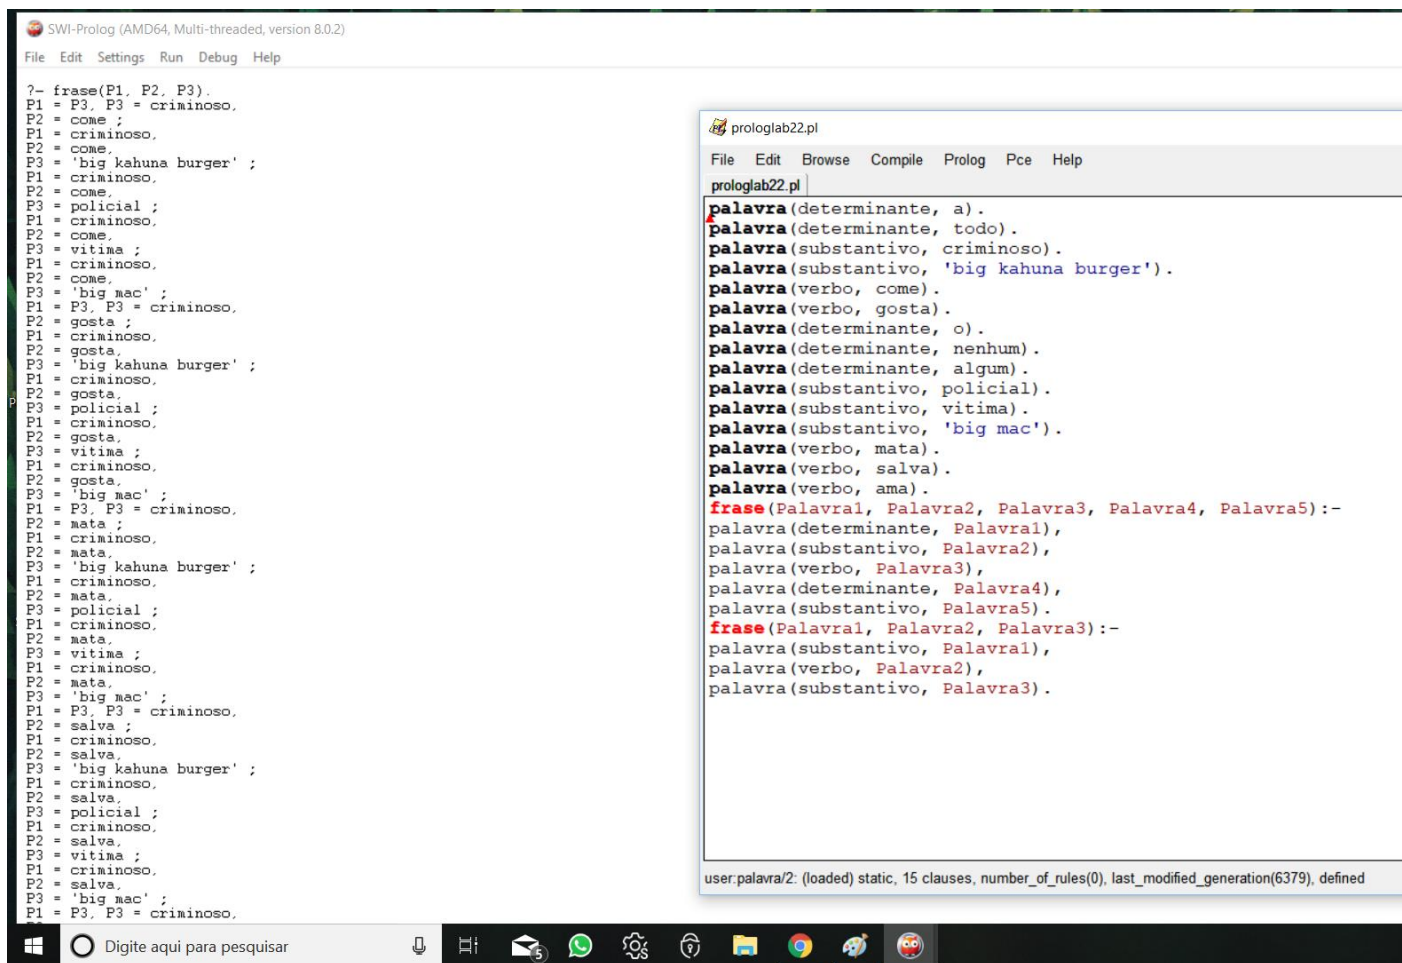 SWI-Prolog (AMD64, Multi-threaded, version 8.0.2)
File Edit Settings Run Debug Help
?- frase(P1, P2, P3).
P1 = P3, P3 = criminoso,
P2 = come ;
P1 = criminoso,
P2 = come,
P3 = 'big kahuna burger' ;
P1 = criminoso,
P2 = come,
P3 = policial ;
P1 = criminoso,
P2 = come,
P3 = vitima ;
P1 = criminoso,
P2 = come,
P3 = 'big mac' ;
P1 = P3, P3 = criminoso,
P2 = gosta ;
P1 = criminoso,
P2 = gosta,
P3 = 'big kahuna burger' ;
P1 = criminoso,
P2 = gosta,
P3 = policial ;
P1 = criminoso,
P2 = gosta,
P3 = vitima ;
P1 = criminoso,
P2 = gosta,
P3 = 'big mac' ;
P1 = P3, P3 = criminoso,
P2 = mata ;
P1 = criminoso,
P2 = mata,
P3 = 'big kahuna burger' ;
P1 = criminoso,
P2 = mata,
P3 = policial ;
P1 = criminoso,
P2 = mata,
P3 = vitima ;
P1 = criminoso,
P2 = mata,
P3 = 'big mac' ;
P1 = P3, P3 = criminoso,
P2 = salva ;
P1 = criminoso,
P2 = salva,
P3 = 'big kahuna burger' ;
P1 = criminoso,
P2 = salva,
P3 = policial ;
P1 = criminoso,
P2 = salva,
P3 = vitima ;
P1 = criminoso,
P2 = salva,
P3 = 'big mac' ;
P1 = P3, P3 = criminoso,
prologlab22.pl
File Edit Browse Compile Prolog Pce Help
prologlab22.pl
palavra(determinante, a).
palavra(determinante, todo).
palavra(substantivo, criminoso).
palavra(substantivo, 'big kahuna burger').
palavra(verbo, come).
palavra(verbo, gosta).
palavra(determinante, o).
palavra(determinante, nenhum).
palavra(determinante, algum).
palavra(substantivo, policial).
palavra(substantivo, vitima).
palavra(substantivo, 'big mac').
palavra(verbo, mata).
palavra(verbo, salva).
palavra(verbo, ama).
frase(Palavra1, Palavra2, Palavra3, Palavra4, Palavra5):-
palavra(determinante, Palavra1),
palavra(substantivo, Palavra2),
palavra(verbo, Palavra3),
palavra(determinante, Palavra4),
palavra(substantivo, Palavra5).
frase(Palavra1, Palavra2, Palavra3):-
palavra(substantivo, Palavra1),
palavra(verbo, Palavra2),
palavra(substantivo, Palavra3).
user:palavra/2: (loaded) static, 15 clauses, number_of_rules(0), last_modified_generation(6379), defined
Digite aqui para pesquisar
5